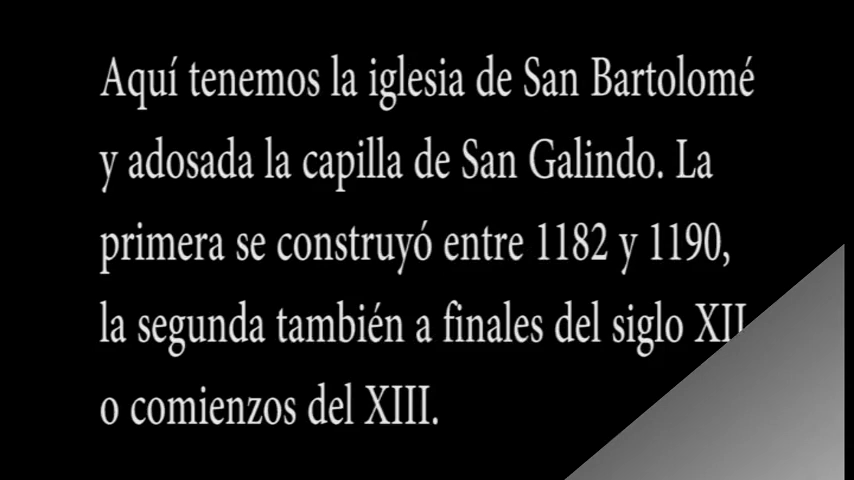 Aquí tenemos la iglesia de San Bartolomé
y adosada la capilla de San Galindo. La
primera se construyó entre 1182 y 1190,
la segunda también a finales del siglo XII
o comienzos del XIII.